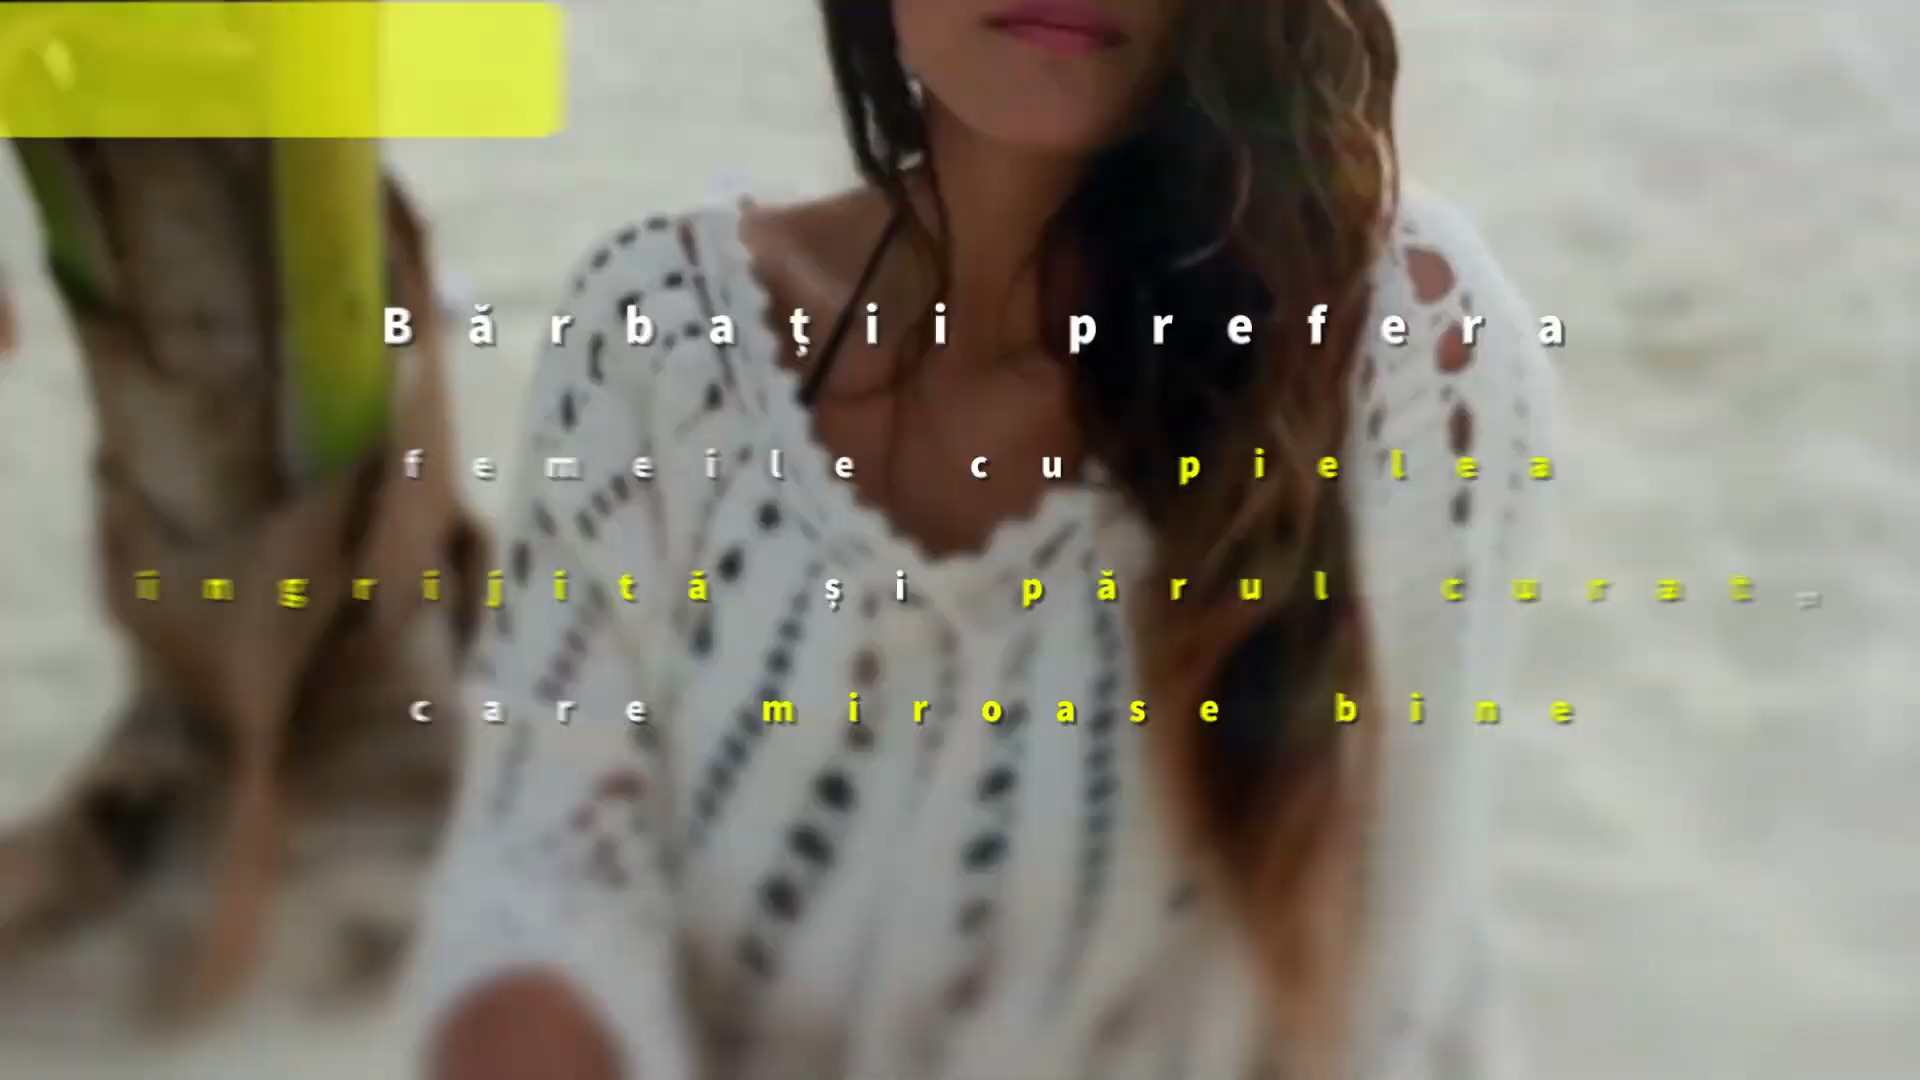 Bărbații prefera
femeile cu pielea
îngrijită și părul curat,
care miroase bine